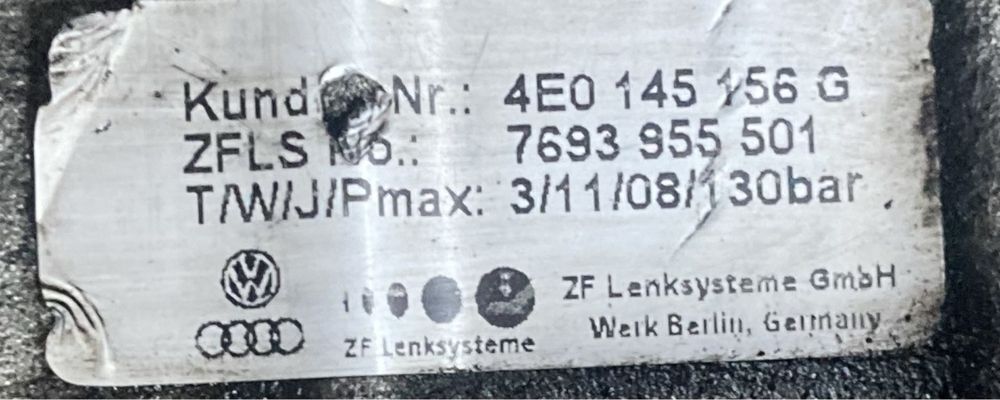 Kund Nr.: 4E0 145 156 G
ZFLS No.: 7693 955 501
T/W/J/Pmax: 3/11/08/130bar
VW
ZF Lenksysteme GmbH
Werk Berlin, Germany
ZF Lenksysteme